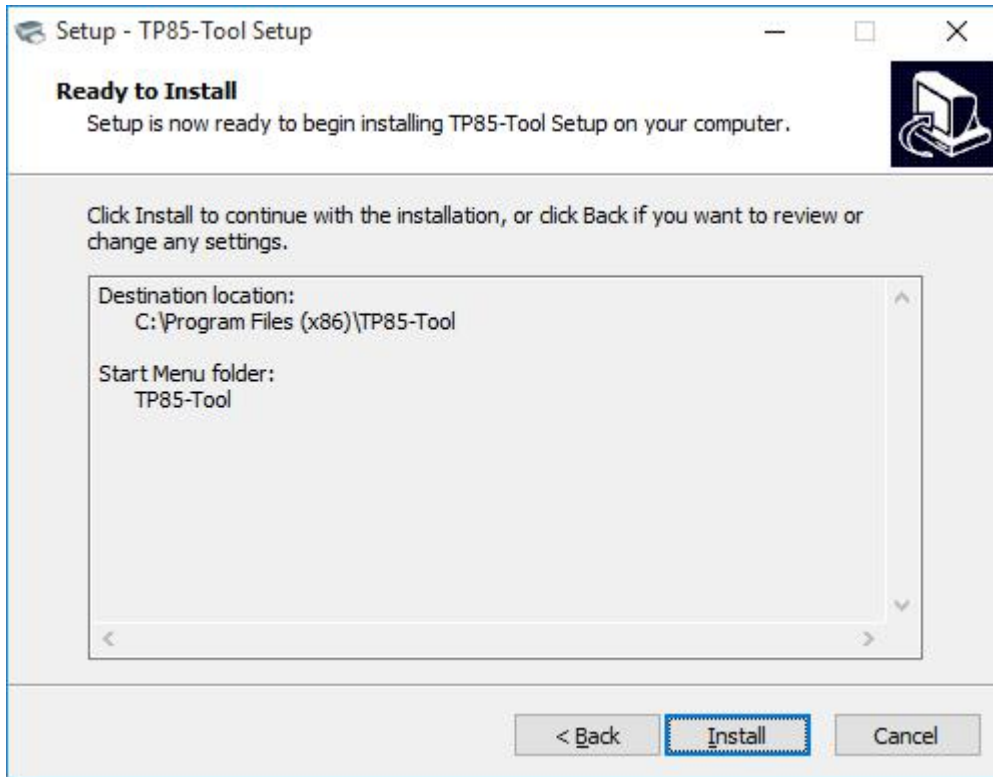 Setup - TP85-Tool Setup
Ready to Install
Setup is now ready to begin installing TP85-Tool Setup on your computer.
Click Install to continue with the installation, or click Back if you want to review or
change any settings.
Destination location:
C:\Program Files (x86)\TP85-Tool
Start Menu folder:
TP85-Tool
< Back
Install
Cancel